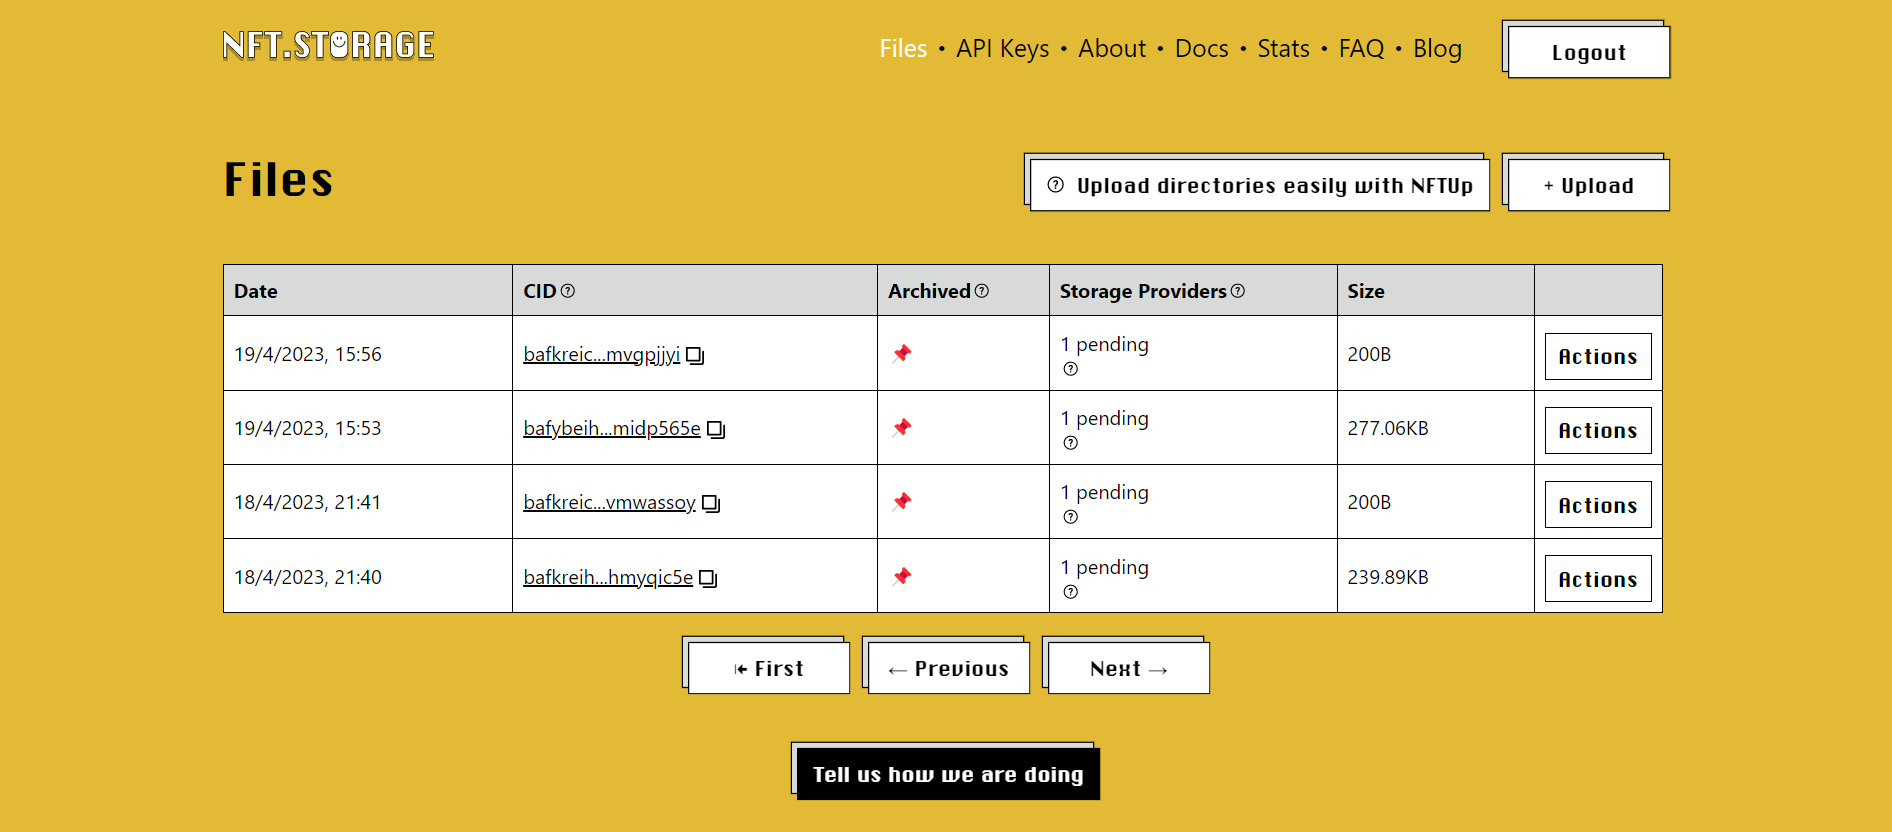 NFT.STORAGE
Files • API Keys • About • Docs • Stats • FAQ • Blog
Logout
Files
Upload directories easily with NFTUp
+ Upload
Date CID Archived Storage Providers Size
19/4/2023, 15:56 bafkreic...mvgpjjyi 1 pending 200B Actions
19/4/2023, 15:53 bafybeih...midp565e 1 pending 277.06KB Actions
18/4/2023, 21:41 bafkreic...vmwassoy 1 pending 200B Actions
18/4/2023, 21:40 bafkreih...hmyqic5e 1 pending 239.89KB Actions
⇤ First ← Previous Next →
Tell us how we are doing